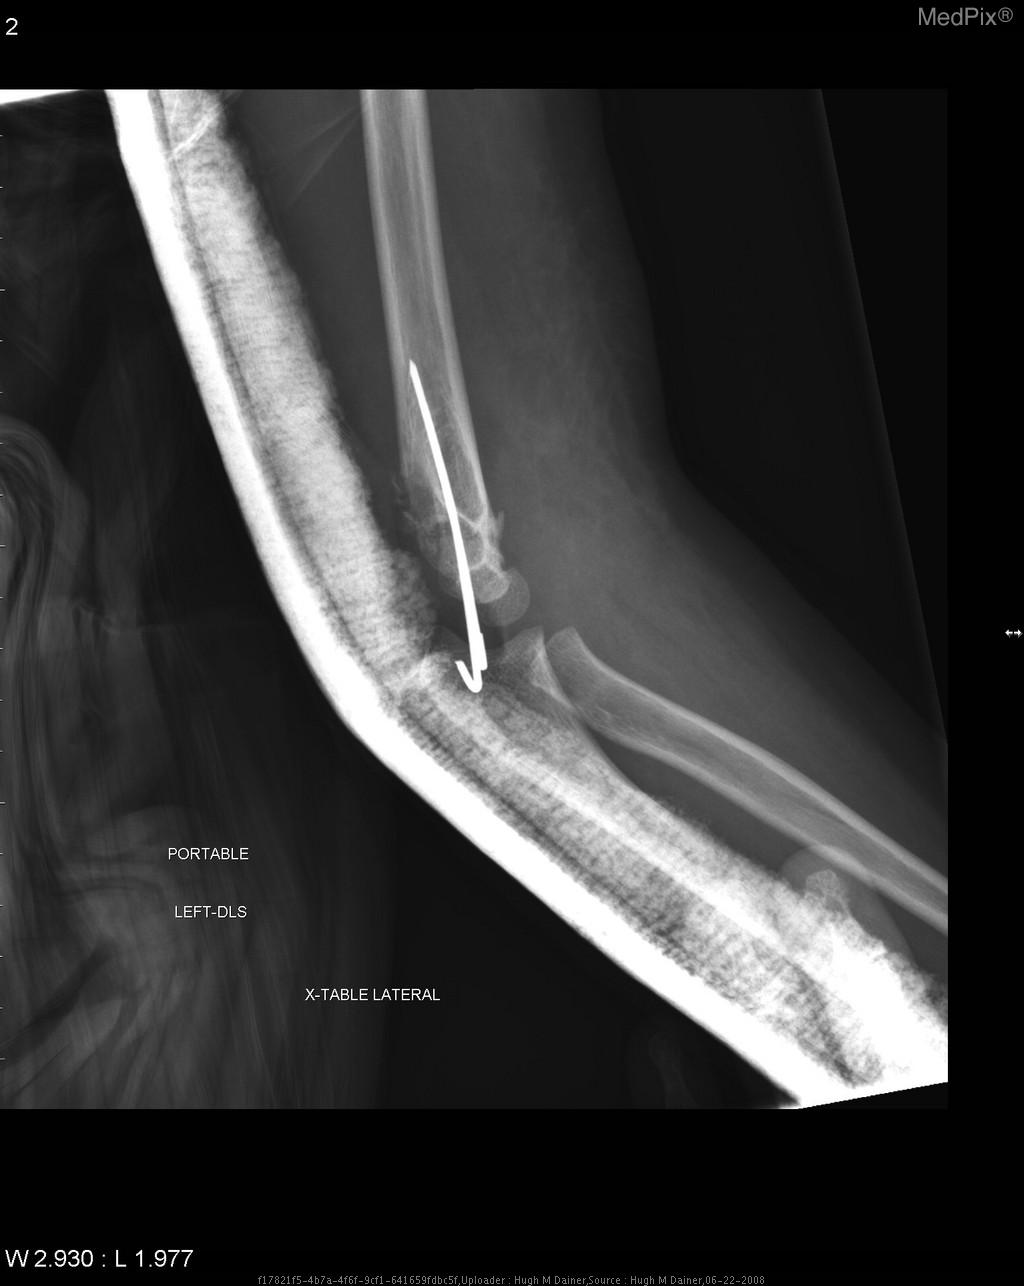 2
MedPix®
PORTABLE
LEFT-DLS
X-TABLE LATERAL
W 2.930 : L 1.977
f17821f5-4b7a-4f6f-9cf1-641659fdbc5f,Uploader : Hugh M Dainer,Source : Hugh M Dainer,06-22-2008